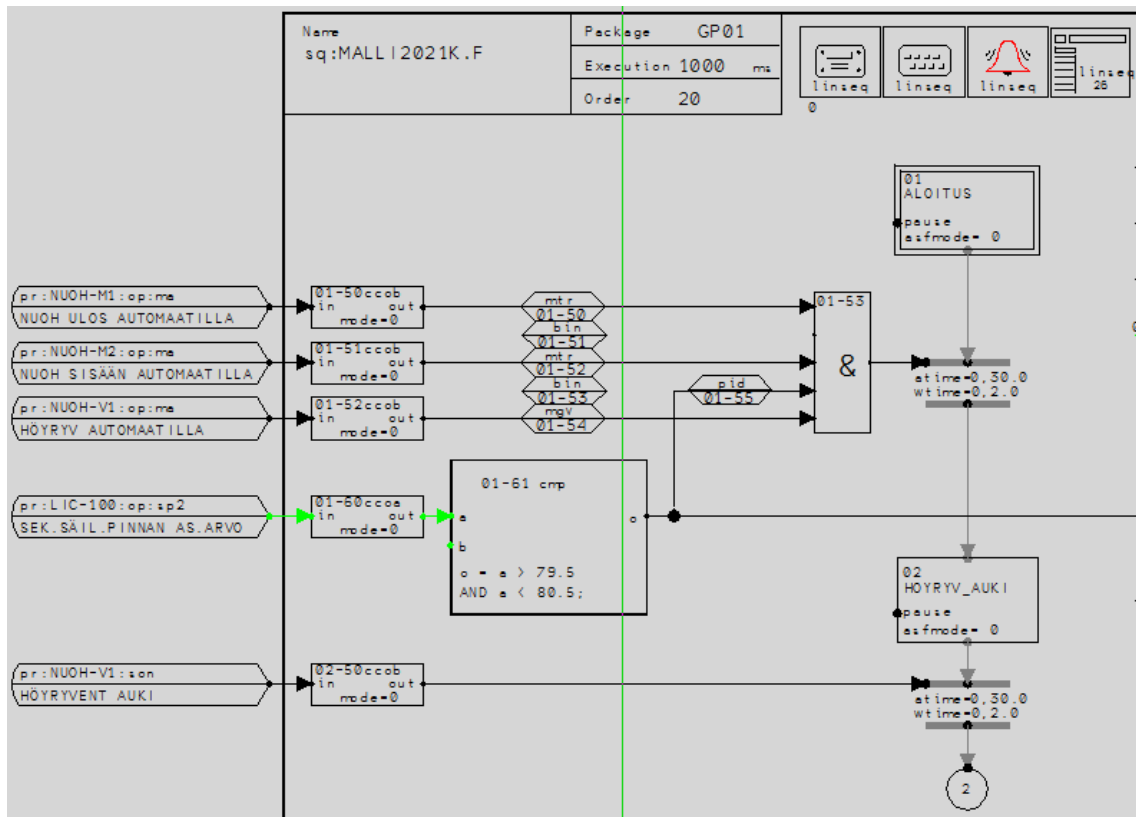 Name
sq:MALLI2021K.F
Package GP01
Execution 1000 ms
Order 20
linseq
linseq
linseq
linseq
26
0
01
ALOITUS
pause
asfmode= 0
pr:NUOH-M1:op:ma
NUOH ULOS AUTOMAATILLA
01-50ccob
in out
mode=0
mtr
01-50
bin
01-51
01-53
&
pr:NUOH-M2:op:ma
NUOH SISÄÄN AUTOMAATILLA
01-51ccob
in out
mode=0
mtr
01-52
bin
01-53
pid
01-55
atime=0,30.0
wtime=0,2.0
pr:NUOH-V1:op:ma
HÖYRYV AUTOMAATILLA
01-52ccob
in out
mode=0
mgV
01-54
pr:LIC-100:op:sp2
SEK.SÄIL.PINNAN AS.ARVO
01-60ccoa
in out
mode=0
01-61 cmp
a
b
o
o = a > 79.5
AND a < 80.5;
02
HOYRYV_AUKI
pause
asfmode= 0
pr:NUOH-V1:son
HÖYRYVENT AUKI
02-50ccob
in out
mode=0
atime=0,30.0
wtime=0,2.0
2